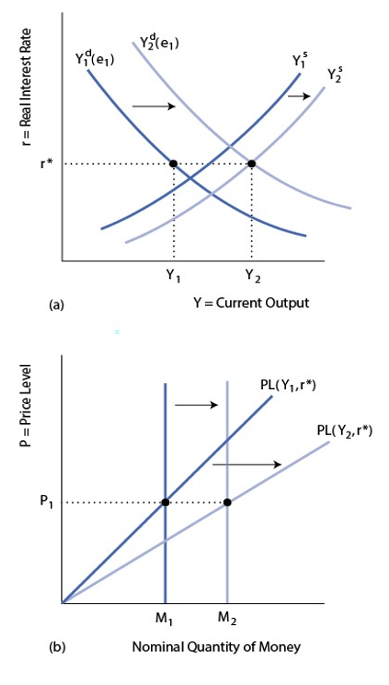 Y₁ᵈ(e₁)
Y₂ᵈ(e₁)
Y₁ˢ
Y₂ˢ
r = Real Interest Rate
r*
Y₁
Y₂
(a)
Y = Current Output
P = Price Level
PL(Y₁,r*)
PL(Y₂,r*)
P₁
M₁
M₂
(b)
Nominal Quantity of Money